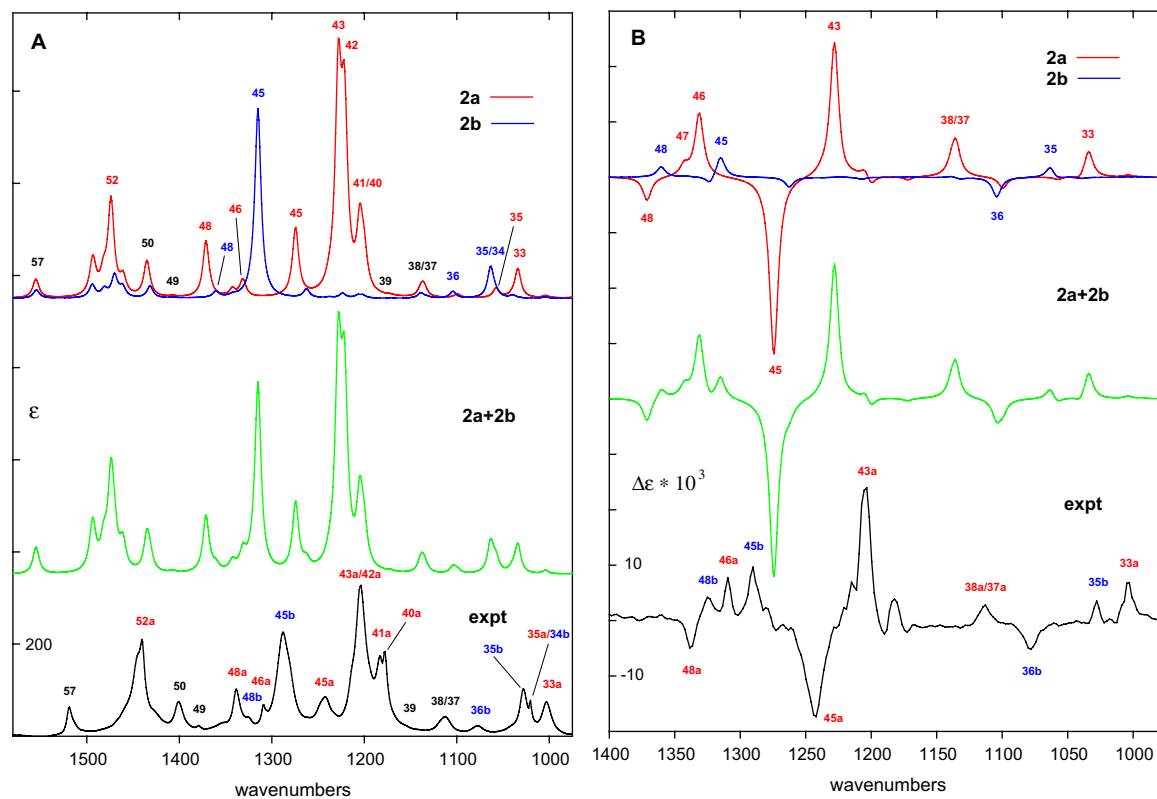 A
43
42
2a
2b
45
52
41/40
46
48
48
45
35
50
35/34
33
57
49
39
38/37
36
2a+2b
ε
43a/42a
expt
52a
45b
40a
41a
35a/34b
200
35b
48a
46a
48b
45a
33a
57
50
49
39
38/37
36b
1500
1400
1300
1200
1100
1000
wavenumbers
B
43
2a
2b
46
47
45
48
38/37
35
33
48
36
45
2a+2b
Δε * 10³
43a
expt
45b
46a
48b
10
38a/37a
35b
33a
48a
36b
-10
45a
1400
1350
1300
1250
1200
1150
1100
1050
1000
wavenumbers